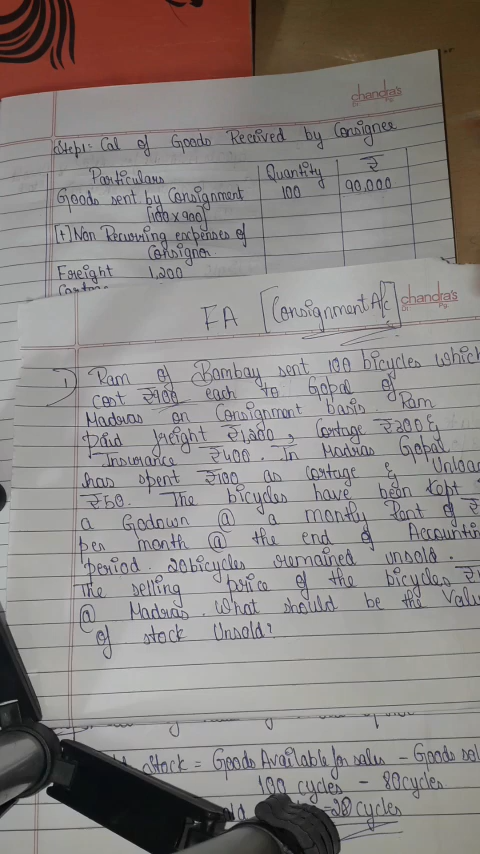 chandra's
Step 1:- Cal of Goods Received by Consignee
Particulars Quantity ₹
Goods sent by Consignment 100 90,000
[100 x 900]
[+] Non Recurring expenses of
Consignor
Freight 1,200
FA [Consignment A/c] chandra's
1) Ram of Bombay sent 100 bicycles which
cost ₹900 each to Gopal of
Madras on Consignment basis. Ram
paid freight ₹1,200, Cartage ₹200 &
Insurance ₹400. In Madras Gopal
has spent ₹100 as cartage & Unload
₹50. The bicycles have been kept
a Godown @ a montly Rant of ₹
per month @ the end of Accountin
period. 20 bicycles remained unsold.
The selling price of the bicycles ₹
@ Madras. What should be the Valu
of stock Unsold?
Stock = Goods Available for sales - Goods sol
100 cycles - 80 cycles
= 20 cycles